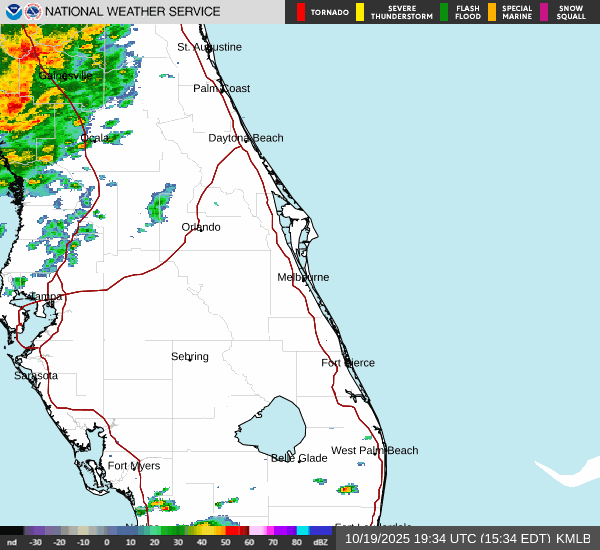 NATIONAL WEATHER SERVICE
TORNADO
SEVERE
THUNDERSTORM
FLASH
FLOOD
SPECIAL
MARINE
SNOW
SQUALL
St. Augustine
Gainesville
Palm Coast
Ocala
Daytona Beach
Orlando
Melbourne
Tampa
Sebring
Fort Pierce
Sarasota
West Palm Beach
Belle Glade
Fort Myers
Fort Lauderdale
nd -30 -20 -10 0 10 20 30 40 50 60 70 80 dBZ
10/19/2025 19:34 UTC (15:34 EDT) KMLB